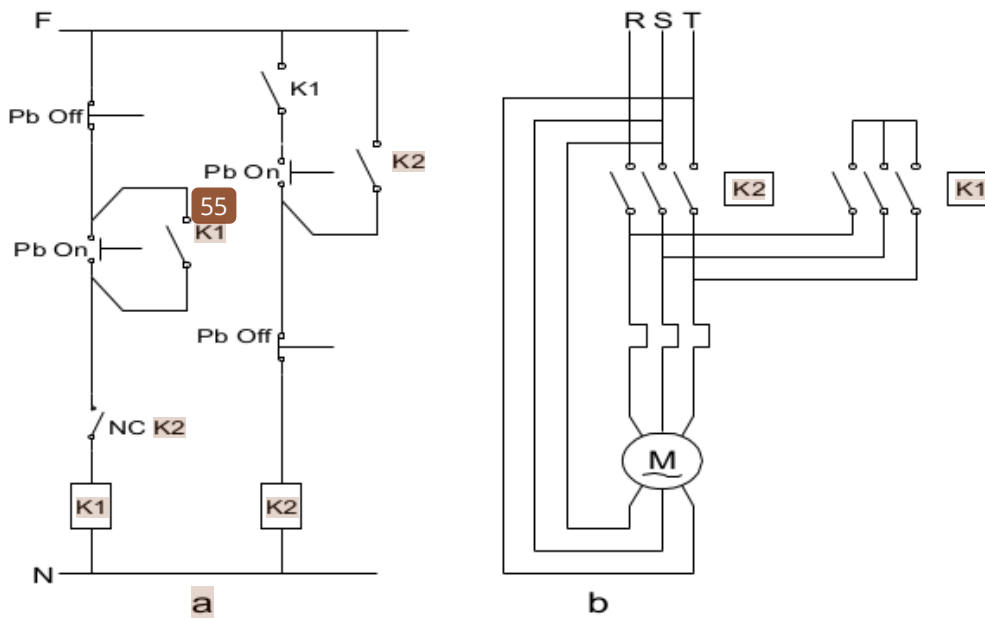 F
R S T
K1
Pb Off
K2
Pb On
K2
K1
55
K1
Pb On
Pb Off
NC K2
M
K1
K2
N
a
b